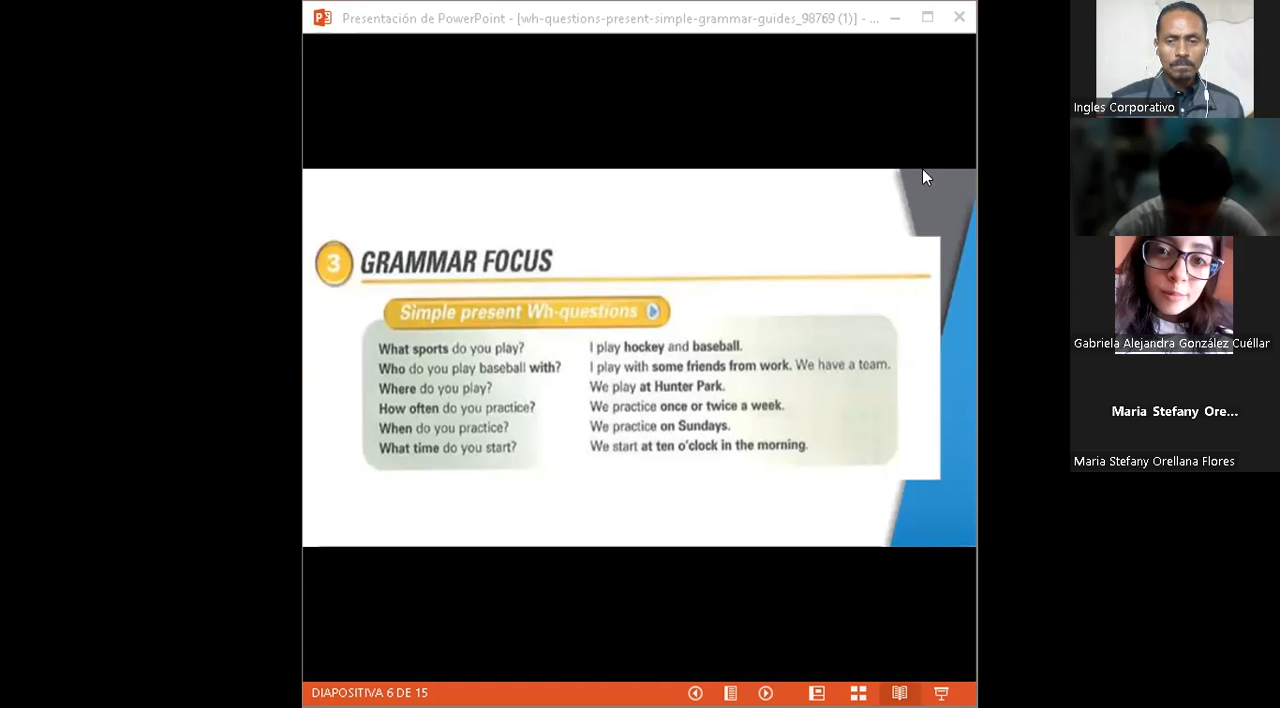 Presentación de PowerPoint - [wh-questions-present-simple-grammar-guides_98769 (1)] - ...
3 GRAMMAR FOCUS
Simple present Wh-questions
What sports do you play? I play hockey and baseball.
Who do you play baseball with? I play with some friends from work. We have a team.
Where do you play? We play at Hunter Park.
How often do you practice? We practice once or twice a week.
When do you practice? We practice on Sundays.
What time do you start? We start at ten o'clock in the morning.
DIAPOSITIVA 6 DE 15
Ingles Corporativo
Gabriela Alejandra González Cuéllar
Maria Stefany Ore...
Maria Stefany Orellana Flores